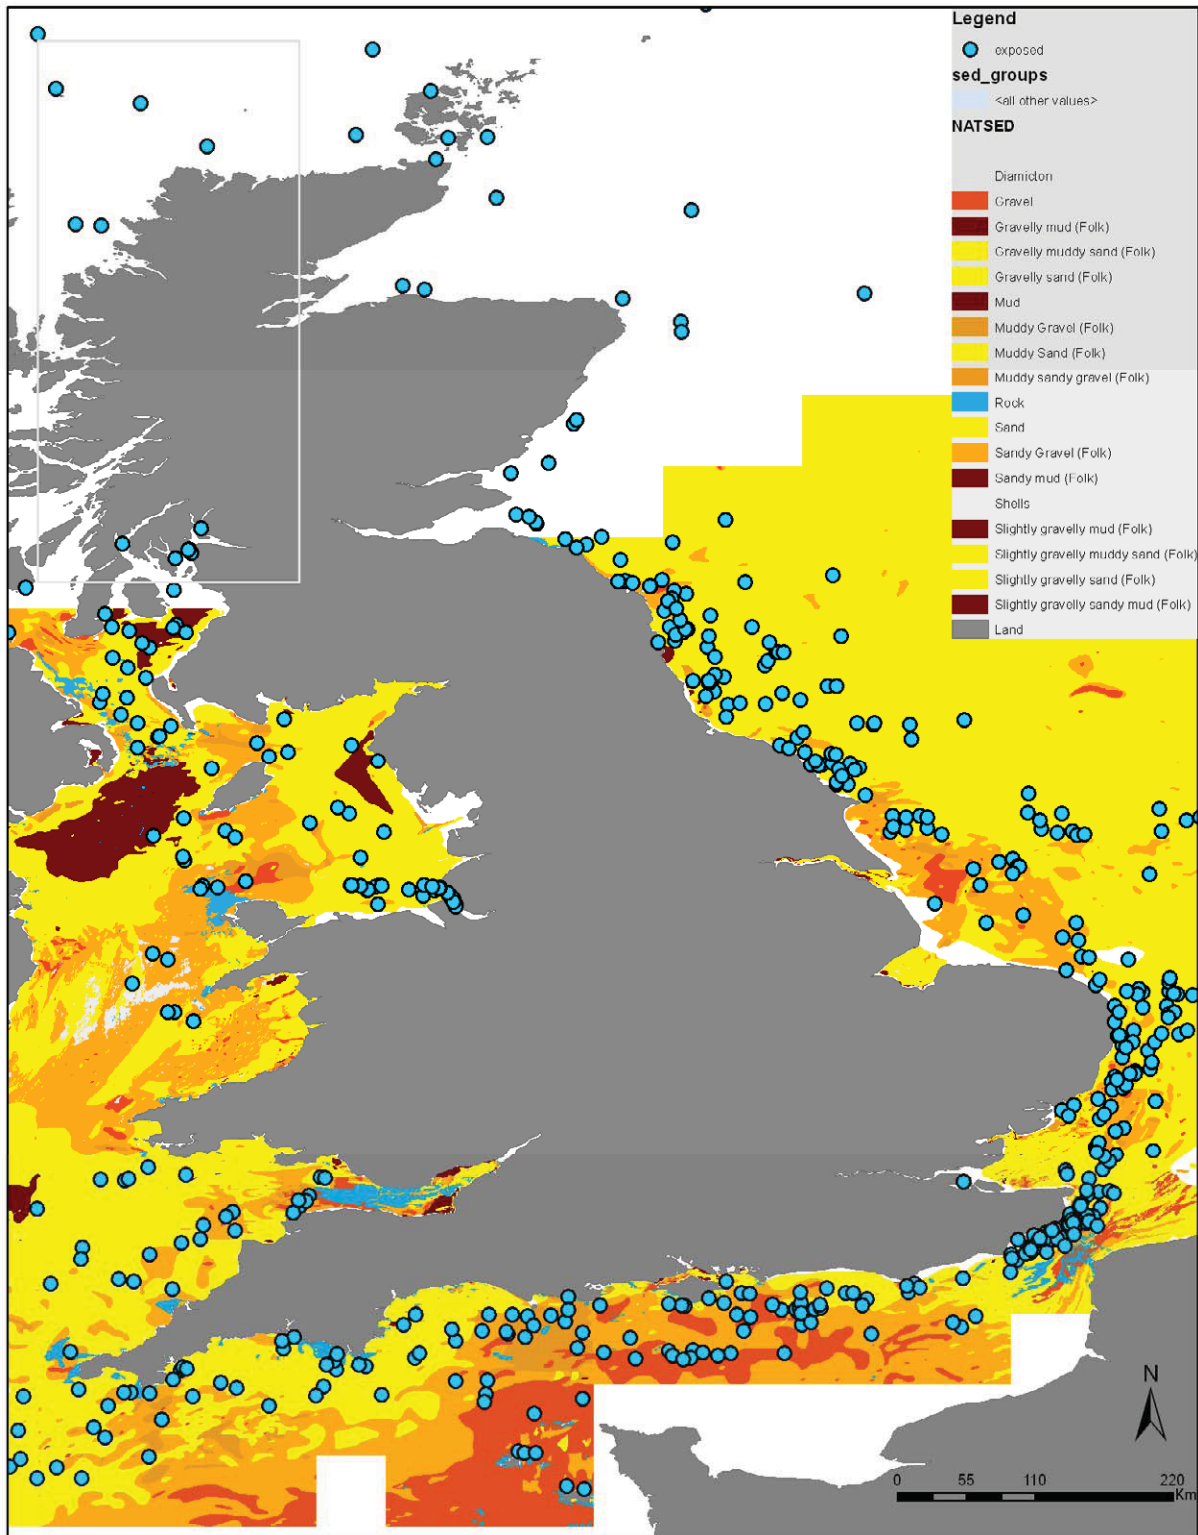 Legend
exposed
sed_groups
<all other values>
NATSED
Diamicton
Gravel
Gravelly mud (Folk)
Gravelly muddy sand (Folk)
Gravelly sand (Folk)
Mud
Muddy Gravel (Folk)
Muddy Sand (Folk)
Muddy sandy gravel (Folk)
Rock
Sand
Sandy Gravel (Folk)
Sandy mud (Folk)
Shells
Slightly gravelly mud (Folk)
Slightly gravelly muddy sand (Folk)
Slightly gravelly sand (Folk)
Slightly gravelly sandy mud (Folk)
Land
N
0 55 110 220
Km